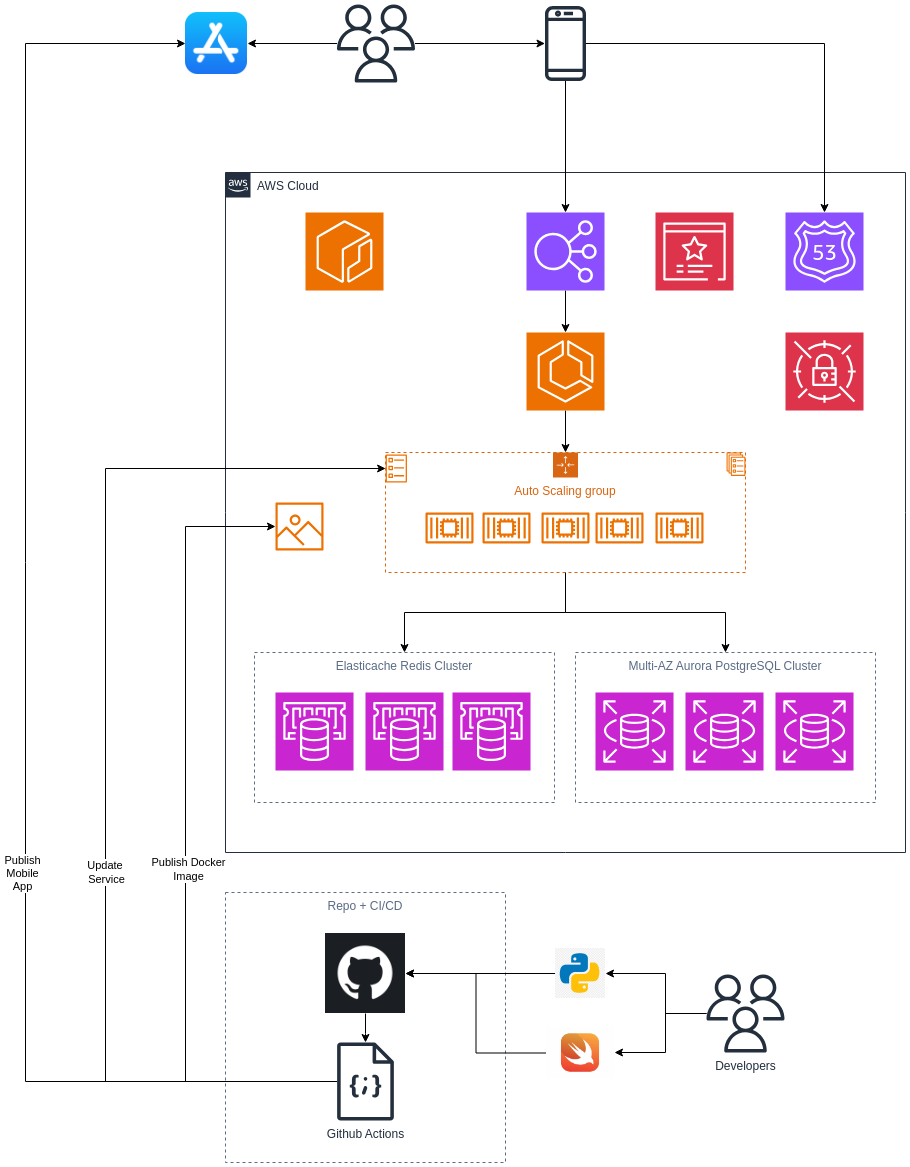 aws
AWS Cloud
53
Auto Scaling group
Elasticache Redis Cluster
Multi-AZ Aurora PostgreSQL Cluster
Publish
Mobile
App
Update
Service
Publish Docker
Image
Repo + CI/CD
{;}
Developers
Github Actions